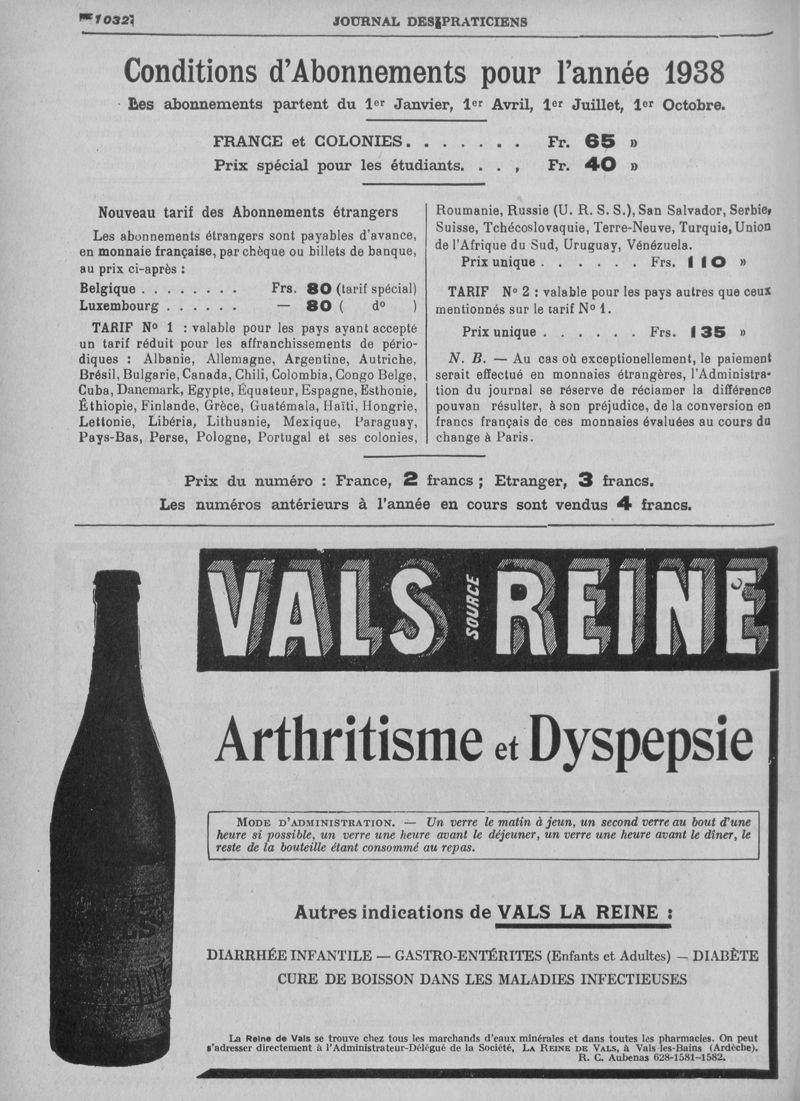 1032
JOURNAL DES PRATICIENS
Conditions d'Abonnements pour l'année 1938
Les abonnements partent du 1er Janvier, 1er Avril, 1er Juillet, 1er Octobre.
FRANCE et COLONIES. . . . . . . Fr. 65 »
Prix spécial pour les étudiants. . . , Fr. 40 »
Nouveau tarif des Abonnements étrangers
Les abonnements étrangers sont payables d'avance,
en monnaie française, par chèque ou billets de banque,
au prix ci-après :
Belgique . . . . . . . . Frs. 80 (tarif spécial)
Luxembourg . . . . . . — 80 ( do )
TARIF No 1 : valable pour les pays ayant accepté
un tarif réduit pour les affranchissements de pério-
diques : Albanie, Allemagne, Argentine, Autriche,
Brésil, Bulgarie, Canada, Chili, Colombia, Congo Belge,
Cuba, Danemark, Egypte, Équateur, Espagne, Esthonie,
Éthiopie, Finlande, Grèce, Guatémala, Haïti, Hongrie,
Lettonie, Libéria, Lithuanie, Mexique, Paraguay,
Pays-Bas, Perse, Pologne, Portugal et ses colonies,
Roumanie, Russie (U. R. S. S.), San Salvador, Serbie,
Suisse, Tchécoslovaquie, Terre-Neuve, Turquie, Union
de l'Afrique du Sud, Uruguay, Vénézuela.
Prix unique . . . . . . Frs. 110 »
TARIF No 2 : valable pour les pays autres que ceux
mentionnés sur le tarif No 1.
Prix unique . . . . . . Frs. 135 »
N. B. — Au cas où exceptionellement, le paiement
serait effectué en monnaies étrangères, l'Administra-
tion du journal se réserve de réclamer la différence
pouvan résulter, à son préjudice, de la conversion en
francs français de ces monnaies évaluées au cours du
change à Paris.
Prix du numéro : France, 2 francs ; Etranger, 3 francs.
Les numéros antérieurs à l'année en cours sont vendus 4 francs.
VALS SOURCE REINE
Arthritisme et Dyspepsie
MODE D'ADMINISTRATION. — Un verre le matin à jeun, un second verre au bout d'une
heure si possible, un verre une heure avant le déjeuner, un verre une heure avant le dîner, le
reste de la bouteille étant consommé au repas.
Autres indications de VALS LA REINE :
DIARRHÉE INFANTILE — GASTRO-ENTÉRITES (Enfants et Adultes) — DIABÈTE
CURE DE BOISSON DANS LES MALADIES INFECTIEUSES
La Reine de Vals se trouve chez tous les marchands d'eaux minérales et dans toutes les pharmacies. On peut
s'adresser directement à l'Administrateur-Délégué de la Société, LA REINE DE VALS, à Vals-les-Bains (Ardèche).
R. C. Aubenas 628-1581-1582.